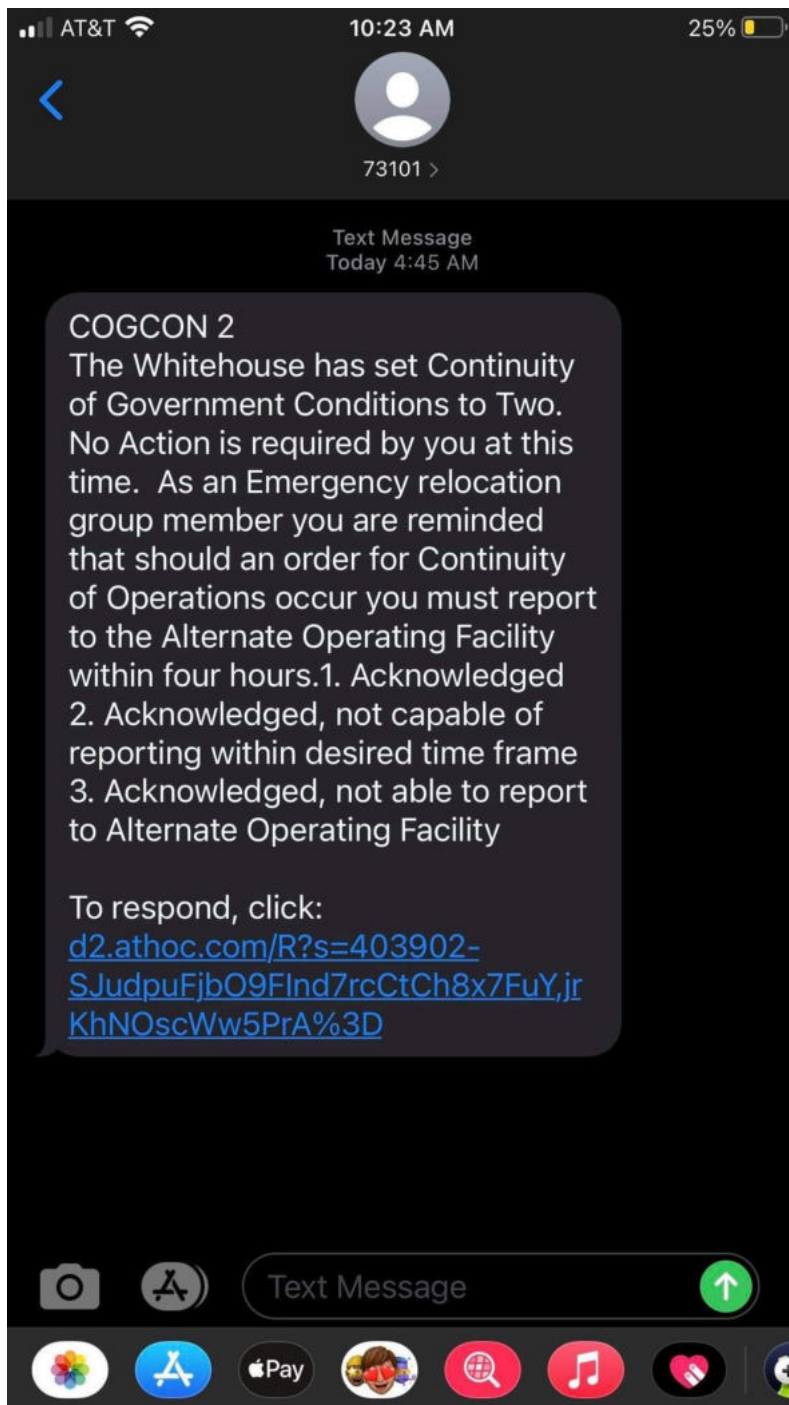 AT&T
10:23 AM
25%
73101 >
Text Message
Today 4:45 AM
COGCON 2
The Whitehouse has set Continuity
of Government Conditions to Two.
No Action is required by you at this
time.  As an Emergency relocation
group member you are reminded
that should an order for Continuity
of Operations occur you must report
to the Alternate Operating Facility
within four hours.1. Acknowledged
2. Acknowledged, not capable of
reporting within desired time frame
3. Acknowledged, not able to report
to Alternate Operating Facility
To respond, click:
d2.athoc.com/R?s=403902-
SJudpuFjbO9FInd7rcCtCh8x7FuY,jr
KhNOscWw5PrA%3D
Text Message
Pay